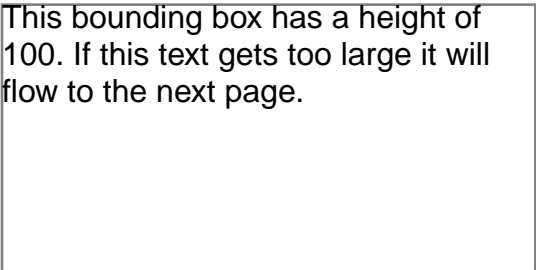 This bounding box has a height of
100. If this text gets too large it will
flow to the next page.